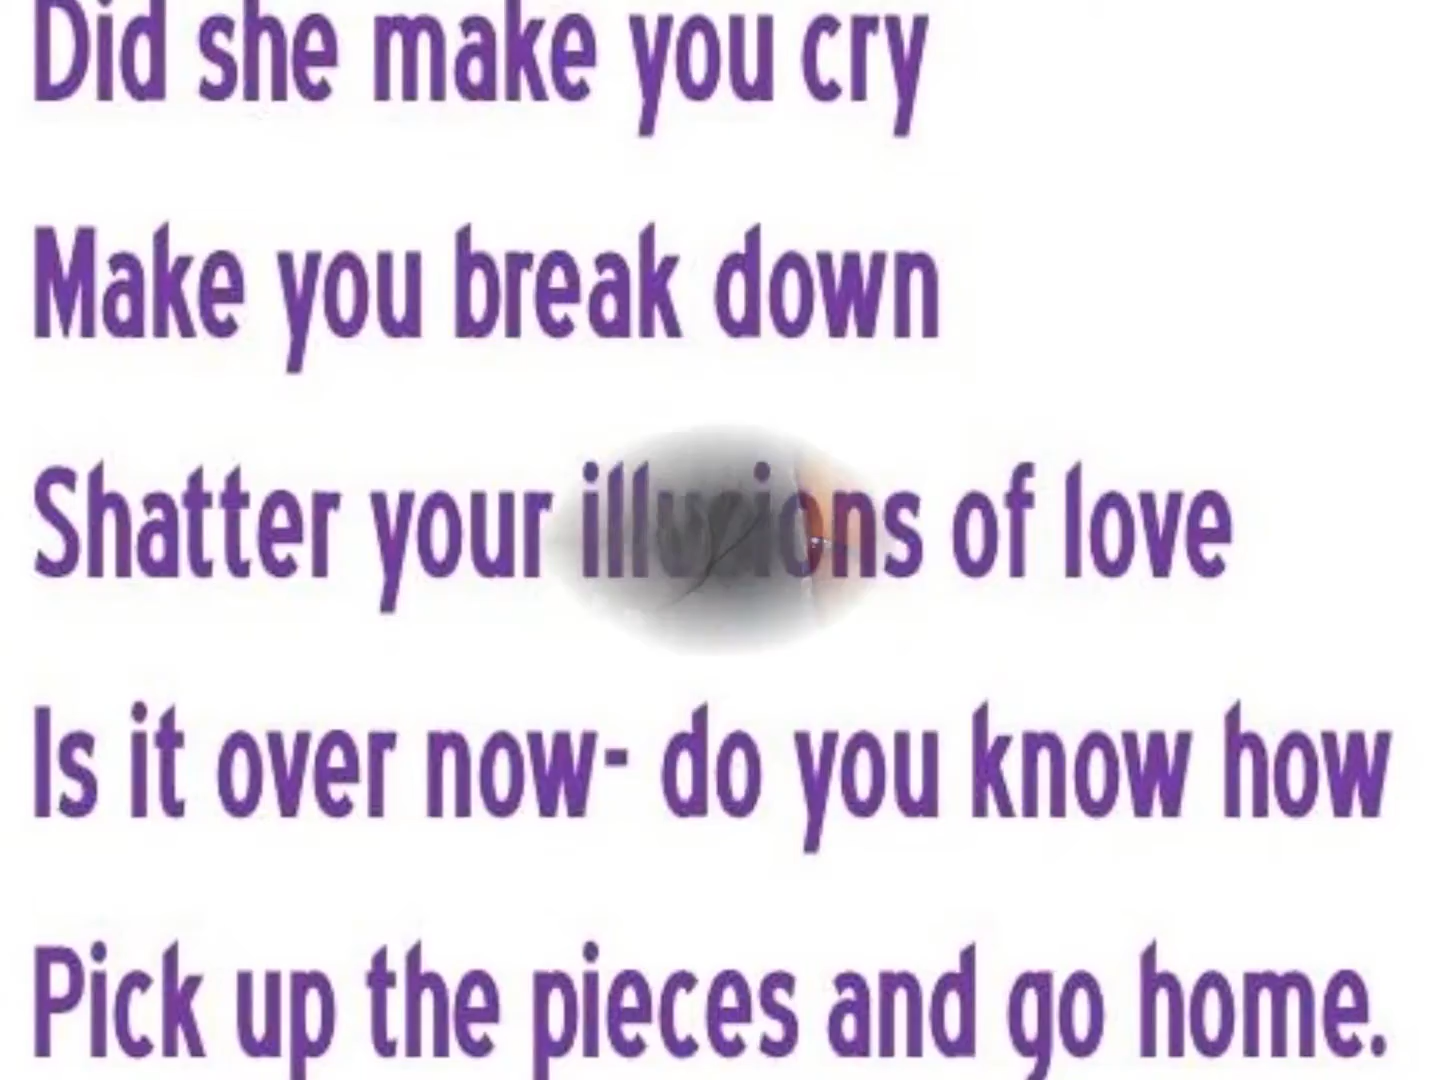 Did she make you cry
Make you break down
Shatter your illusions of love
Is it over now- do you know how
Pick up the pieces and go home.